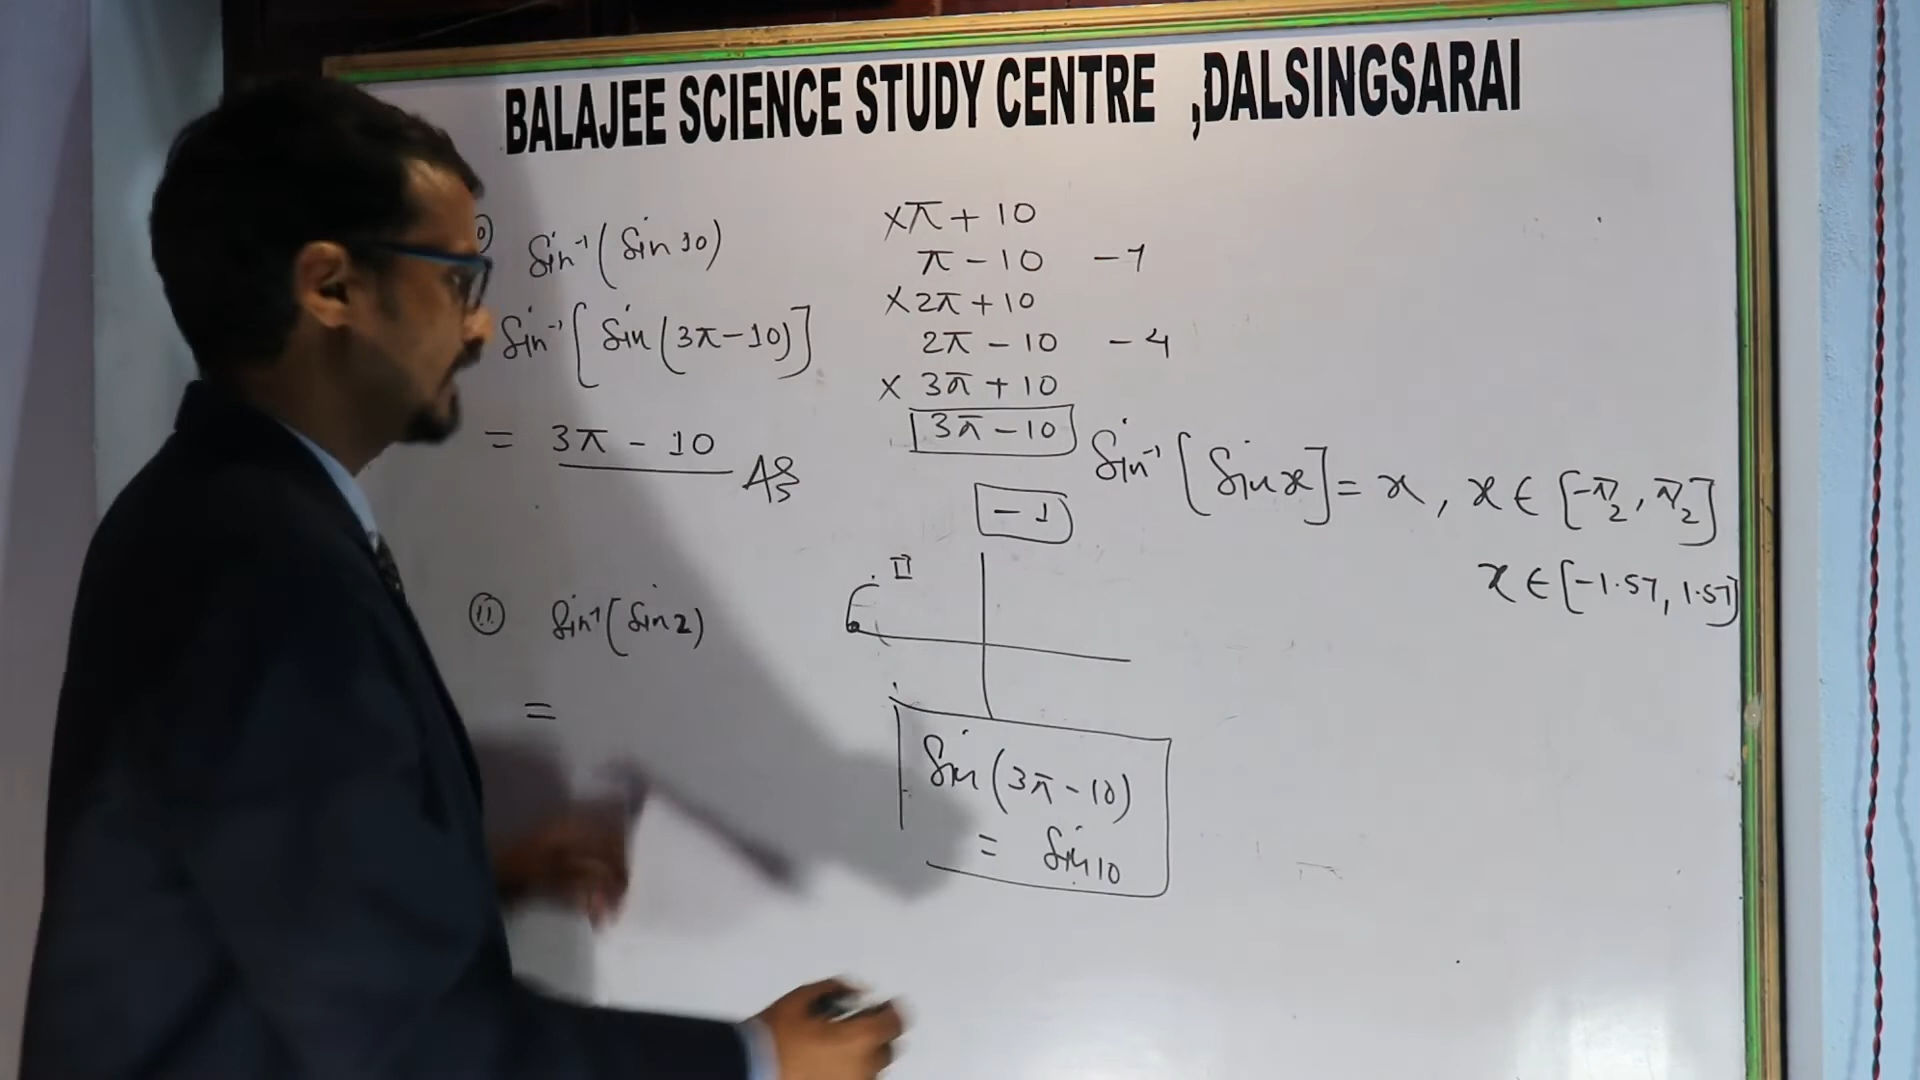 BALAJEE SCIENCE STUDY CENTRE ,DALSINGSARAI
Sin⁻¹(Sin 10)
Sin⁻¹[Sin(3π-10)]
= 3π - 10 Ans
×π + 10
π - 10 - 7
×2π + 10
2π - 10 - 4
× 3π + 10
3π - 10
- 1
Sin⁻¹[Sin x] = x, x ∈ [-π/2, π/2]
x ∈ [-1.57, 1.57]
II
(ii) Sin⁻¹(Sin 2)
=
Sin(3π - 10)
= Sin 10